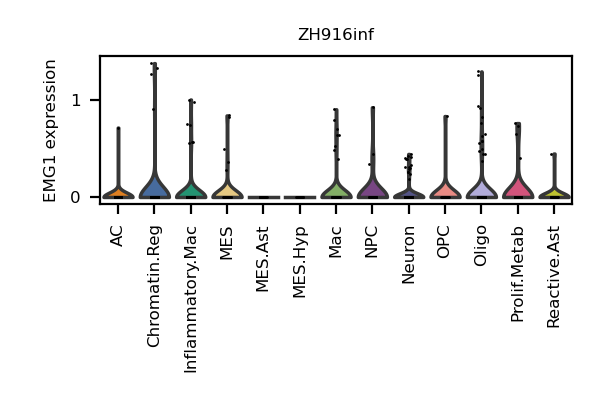 ZH916inf
EMG1 expression
1
0
AC
Chromatin.Reg
Inflammatory.Mac
MES
MES.Ast
MES.Hyp
Mac
NPC
Neuron
OPC
Oligo
Prolif.Metab
Reactive.Ast